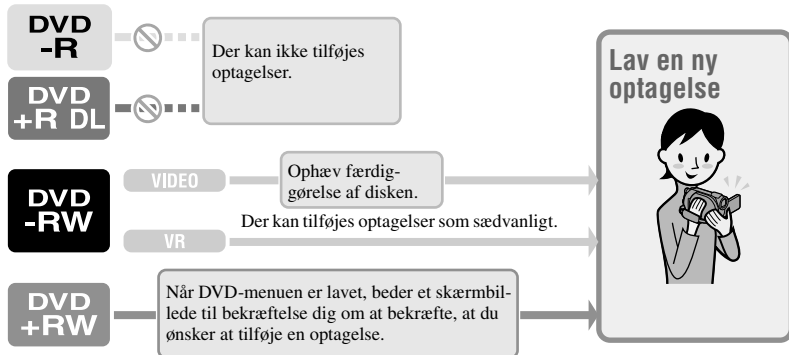 DVD
-R
Der kan ikke tilføjes
optagelser.
DVD
+R DL
DVD
-RW
VIDEO
Ophæv færdig-
gørelse af disken.
VR
Der kan tilføjes optagelser som sædvanligt.
DVD
+RW
Når DVD-menuen er lavet, beder et skærmbil-
lede til bekræftelse dig om at bekræfte, at du
ønsker at tilføje en optagelse.
Lav en ny
optagelse